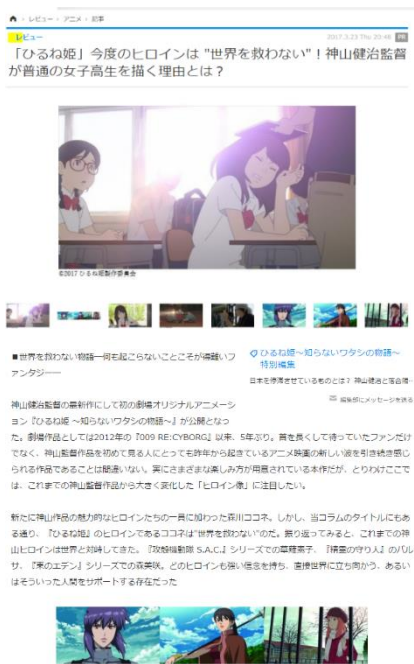 レビュー › アニメ › 記事
レビュー
2017.3.23 Thu 20:46 PR
「ひるね姫」今度のヒロインは "世界を救わない"！神山健治監督
が普通の女子高生を描く理由とは？
©2017 ひるね姫製作委員会
■世界を救わない物語―何も起こらないことこそが得難いフ
ァンタジー――
ひるね姫～知らないワタシの物語～
特別編集
日本を停滞させているものとは？ 神山健治と落合陽…
編集部にメッセージを送る
神山健治監督の最新作にして初の劇場オリジナルアニメーシ
ョン『ひるね姫 ～知らないワタシの物語～』が公開となっ
た。劇場作品としては2012年の『009 RE:CYBORG』以来、5年ぶり。首を長くして待っていたファンだけ
でなく、神山監督作品を初めて見る人にとっても昨年から起きているアニメ映画の新しい波を引き続き感じ
られる作品であることは間違いない。実にさまざまな楽しみ方が用意されている本作だが、とりわけここで
は、これまでの神山監督作品から大きく変化した「ヒロイン像」に注目したい。
新たに神山作品の魅力的なヒロインたちの一員に加わった森川ココネ。しかし、当コラムのタイトルにもあ
る通り、『ひるね姫』のヒロインであるココネは"世界を救わない"のだ。振り返ってみると、これまでの神
山ヒロインは世界と対峙してきた。『攻殻機動隊 S.A.C.』シリーズでの草薙素子、『精霊の守り人』のバル
サ、『東のエデン』シリーズでの森美咲。どのヒロインも強い信念を持ち、直接世界に立ち向かう、あるい
はそういった人間をサポートする存在だった